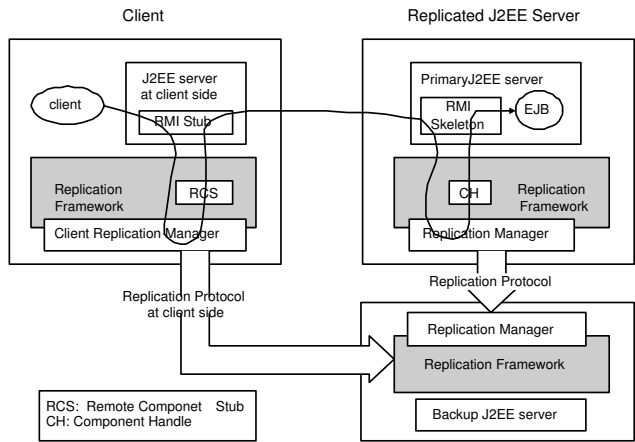 Client
Replicated J2EE Server
J2EE server
at client side
client
RMI Stub
Replication
Framework
RCS
Client Replication Manager
PrimaryJ2EE server
RMI
Skeleton
EJB
CH
Replication
Framework
Replication Manager
Replication Protocol
at client side
Replication Protocol
Replication Manager
Replication Framework
Backup J2EE server
RCS: Remote Componet Stub
CH: Component Handle